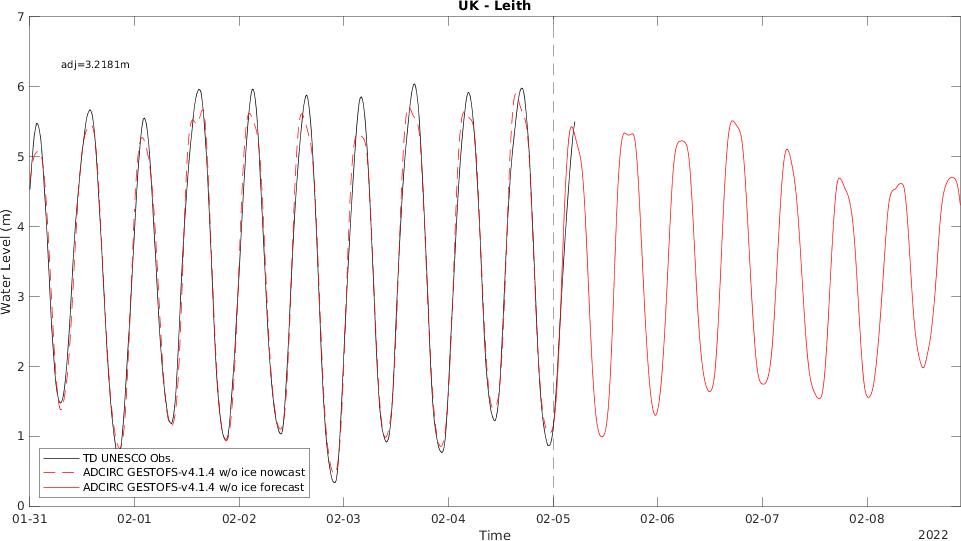 UK - Leith
adj=3.2181m
Water Level (m)
7
6
5
4
3
2
1
0
TD UNESCO Obs.
ADCIRC GESTOFS-v4.1.4 w/o ice nowcast
ADCIRC GESTOFS-v4.1.4 w/o ice forecast
01-31 02-01 02-02 02-03 02-04 02-05 02-06 02-07 02-08
Time
2022